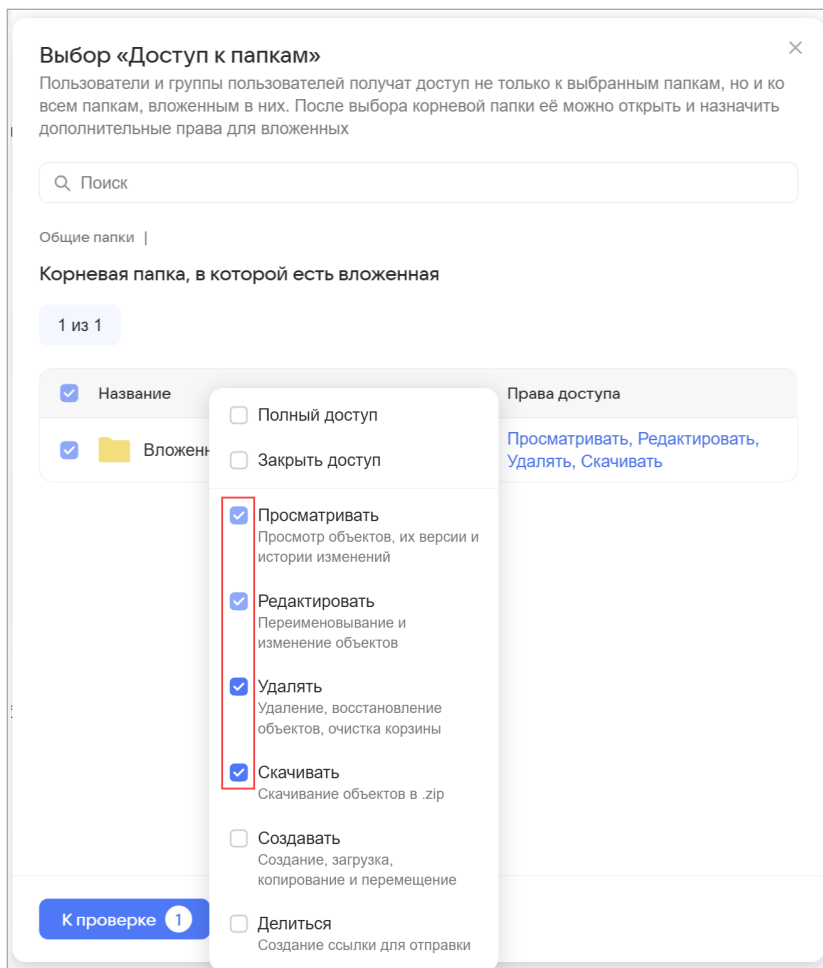 Выбор «Доступ к папкам»
Пользователи и группы пользователей получат доступ не только к выбранным папкам, но и ко
всем папкам, вложенным в них. После выбора корневой папки её можно открыть и назначить
дополнительные права для вложенных
Поиск
Общие папки |
Корневая папка, в которой есть вложенная
1 из 1
Название
Права доступа
Вложенн
Просматривать, Редактировать,
Удалять, Скачивать
Полный доступ
Закрыть доступ
Просматривать
Просмотр объектов, их версии и
истории изменений
Редактировать
Переименовывание и
изменение объектов
Удалять
Удаление, восстановление
объектов, очистка корзины
Скачивать
Скачивание объектов в .zip
Создавать
Создание, загрузка,
копирование и перемещение
Делиться
Создание ссылки для отправки
К проверке 1